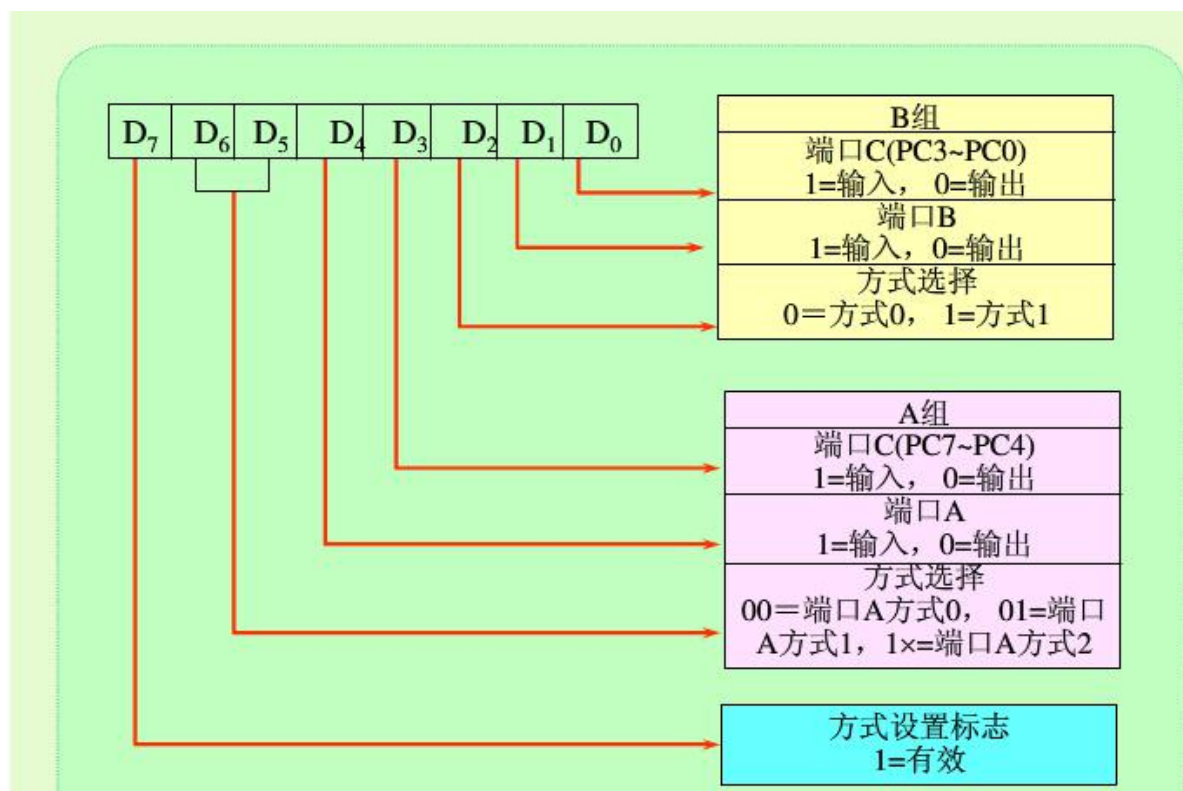 D7 D6 D5 D4 D3 D2 D1 D0
B组
端口C(PC3~PC0)
1=输入， 0=输出
端口B
1=输入，0=输出
方式选择
0＝方式0， 1=方式1
A组
端口C(PC7~PC4)
1=输入， 0=输出
端口A
1=输入，0=输出
方式选择
00＝端口A方式0， 01=端口
A方式1，1×=端口A方式2
方式设置标志
1=有效